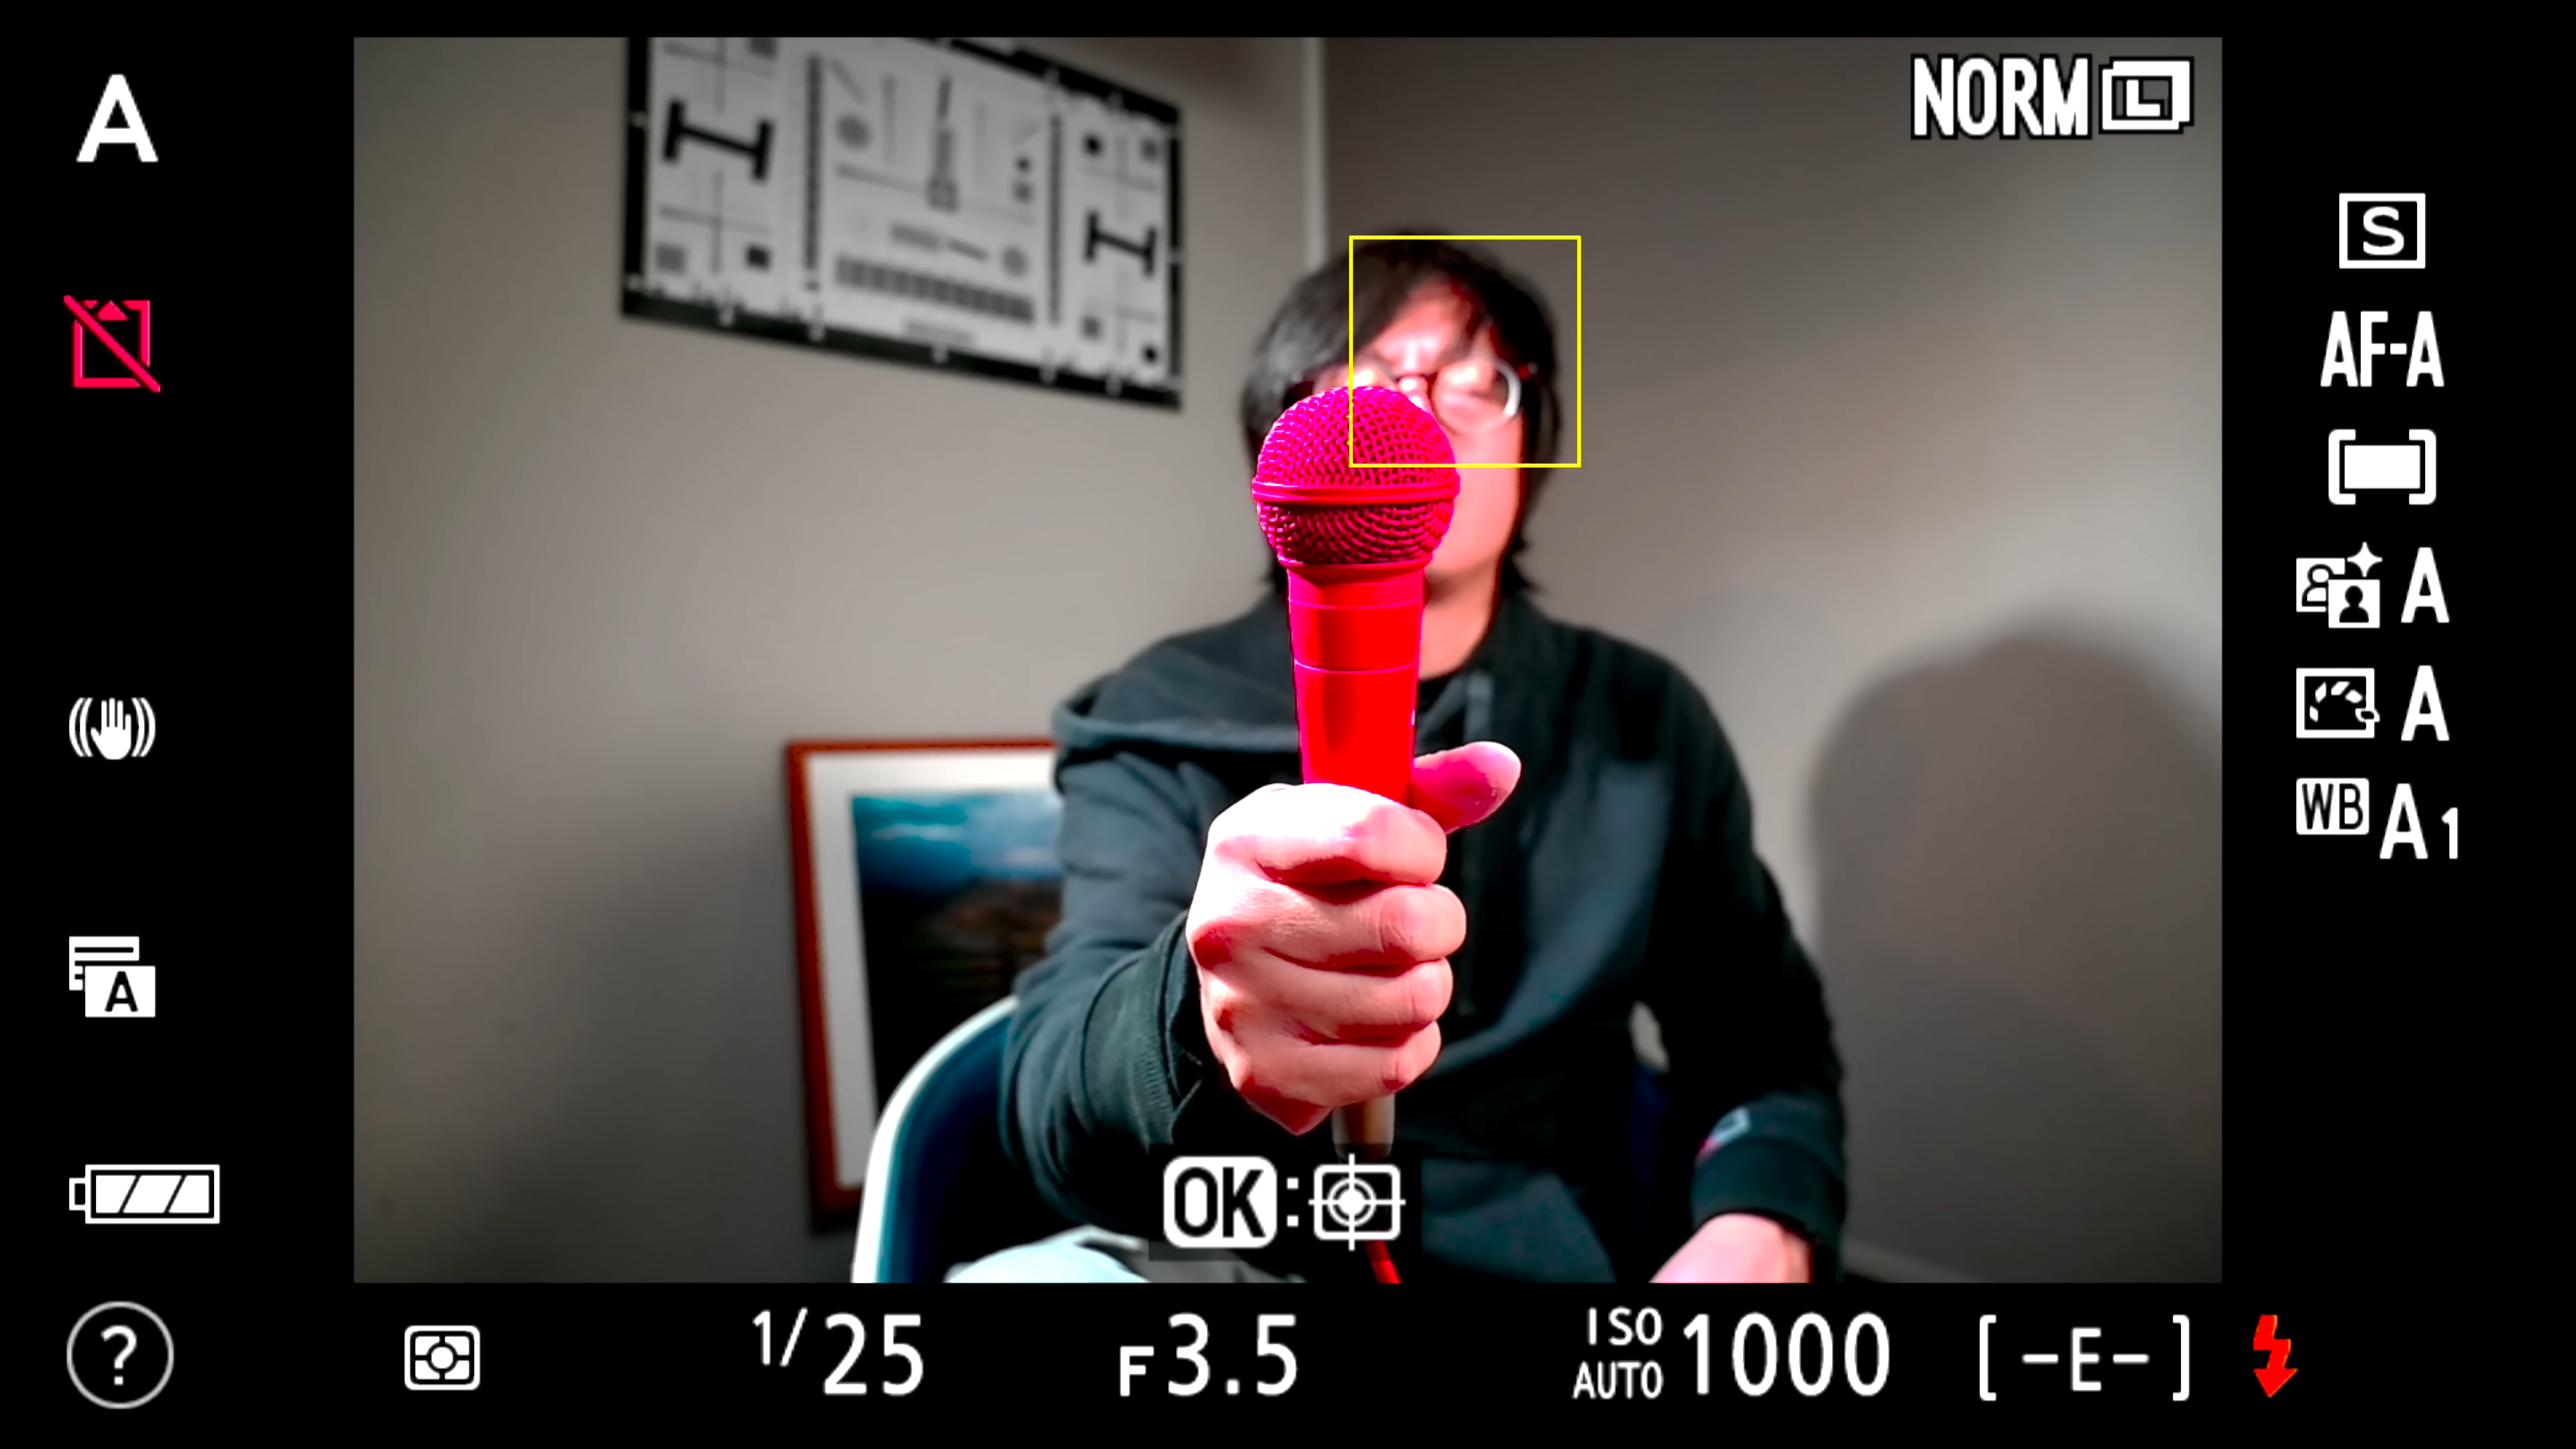 A
NORM L
S
AF-A
A
A
WB A1
A
OK:
?
1/25
F3.5
ISO AUTO 1000
[-E-]